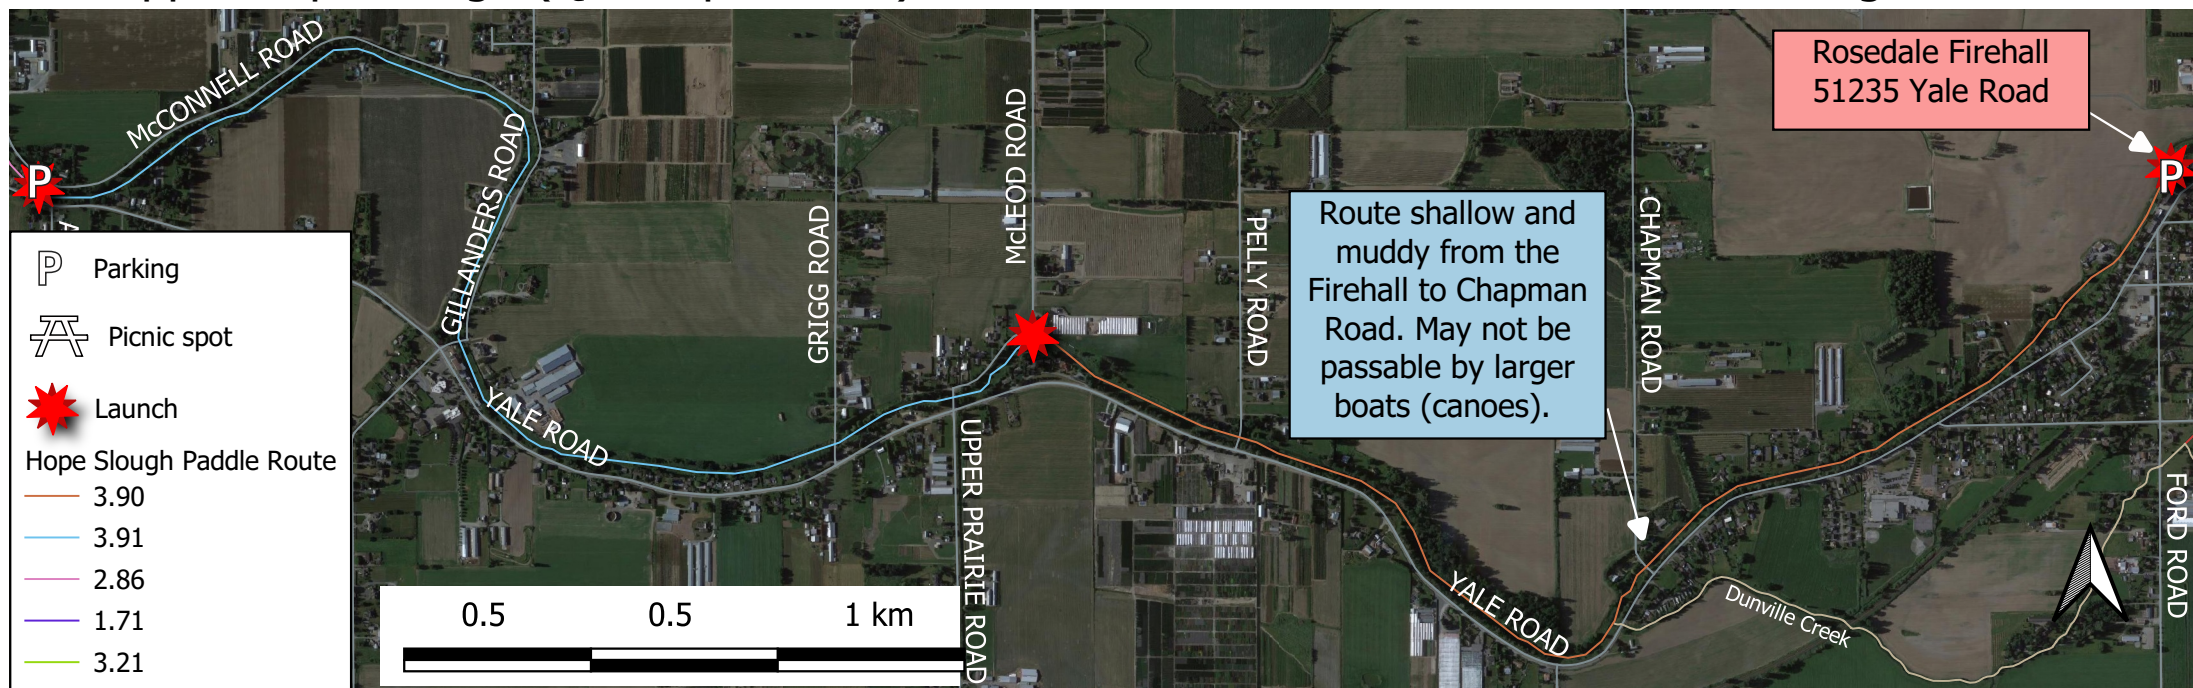 McCONNELL ROAD
GILLANDERS ROAD
YALE ROAD
GRIGG ROAD
McLEOD ROAD
UPPER PRAIRIE ROAD
PELLY ROAD
CHAPMAN ROAD
YALE ROAD
Dunville Creek
FORD ROAD
Rosedale Firehall
51235 Yale Road
Route shallow and
muddy from the
Firehall to Chapman
Road. May not be
passable by larger
boats (canoes).
P
P
P Parking
Picnic spot
Launch
Hope Slough Paddle Route
3.90
3.91
2.86
1.71
3.21
0.5 0.5 1 km